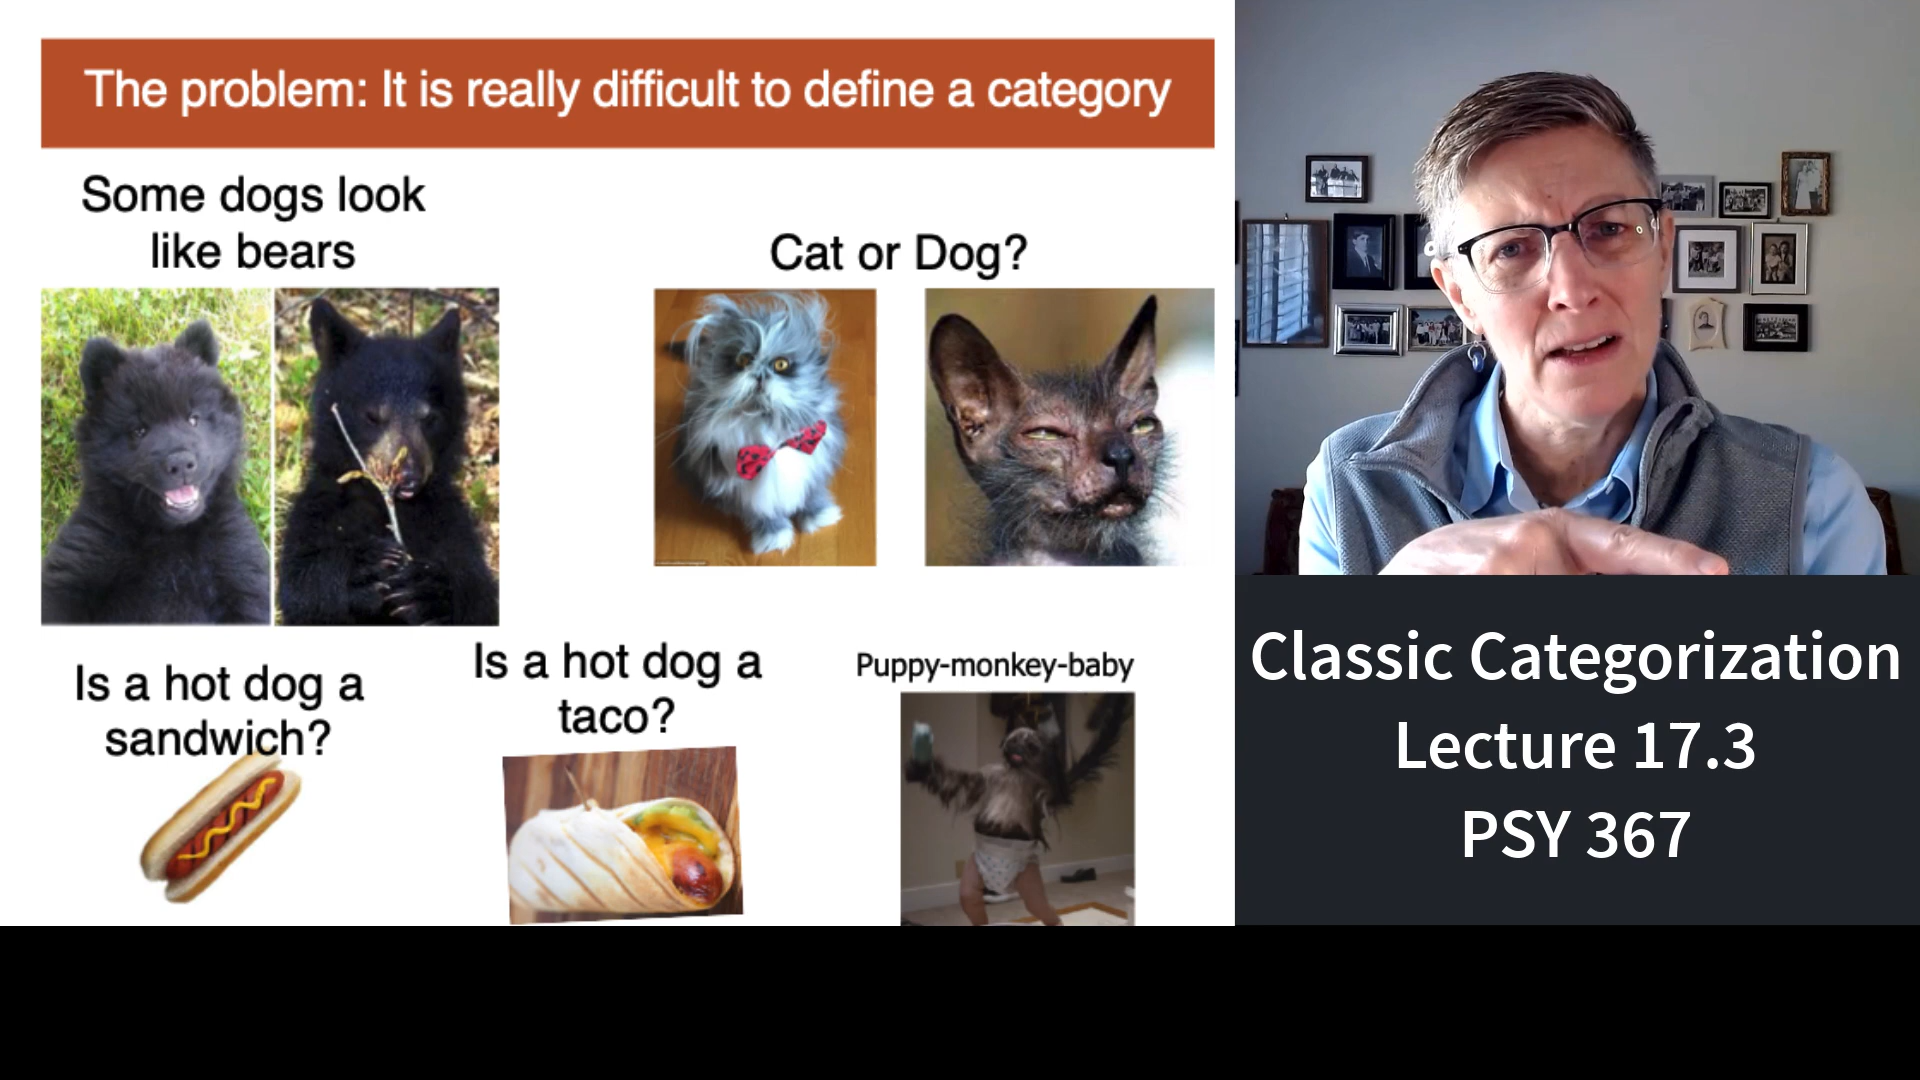 The problem: It is really difficult to define a category
Some dogs look
like bears
Cat or Dog?
Is a hot dog a
sandwich?
Is a hot dog a
taco?
Puppy-monkey-baby
Classic Categorization
Lecture 17.3
PSY 367